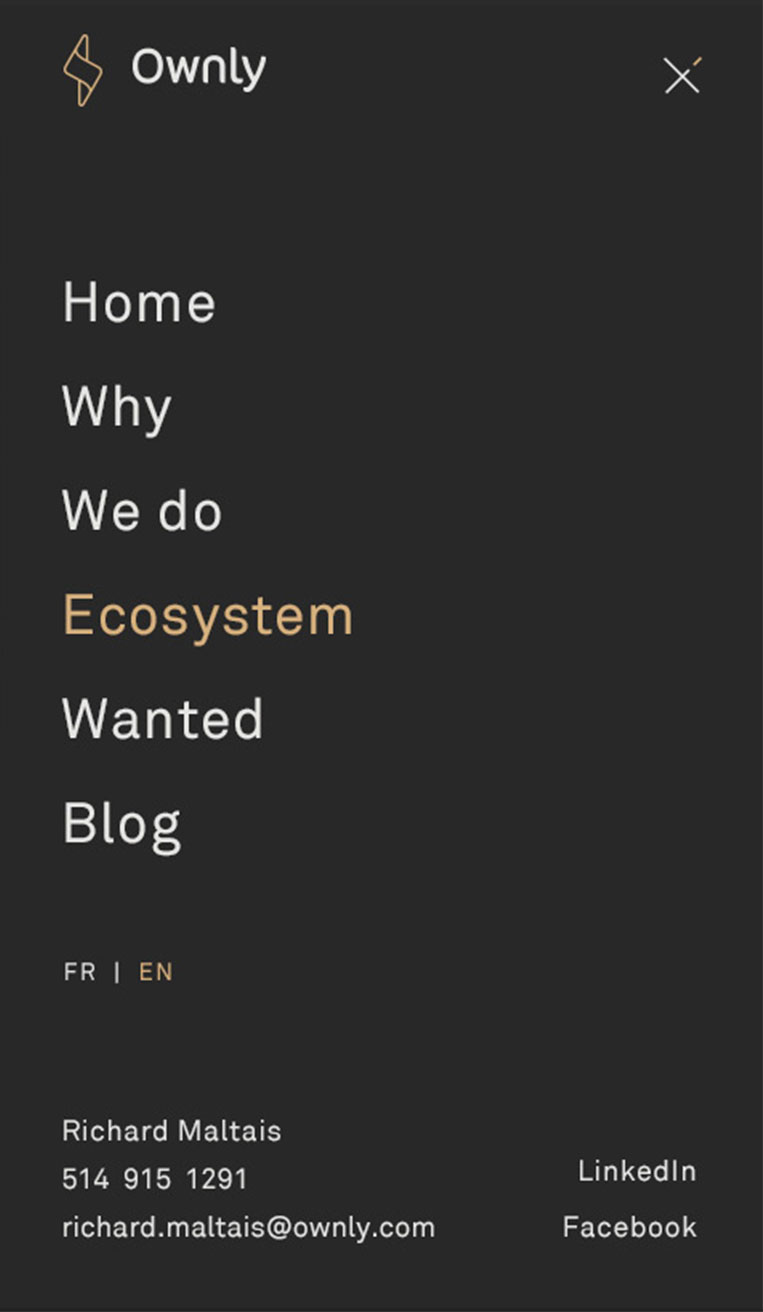 Ownly
Home
Why
We do
Ecosystem
Wanted
Blog
FR | EN
Richard Maltais
514 915 1291
richard.maltais@ownly.com
LinkedIn
Facebook